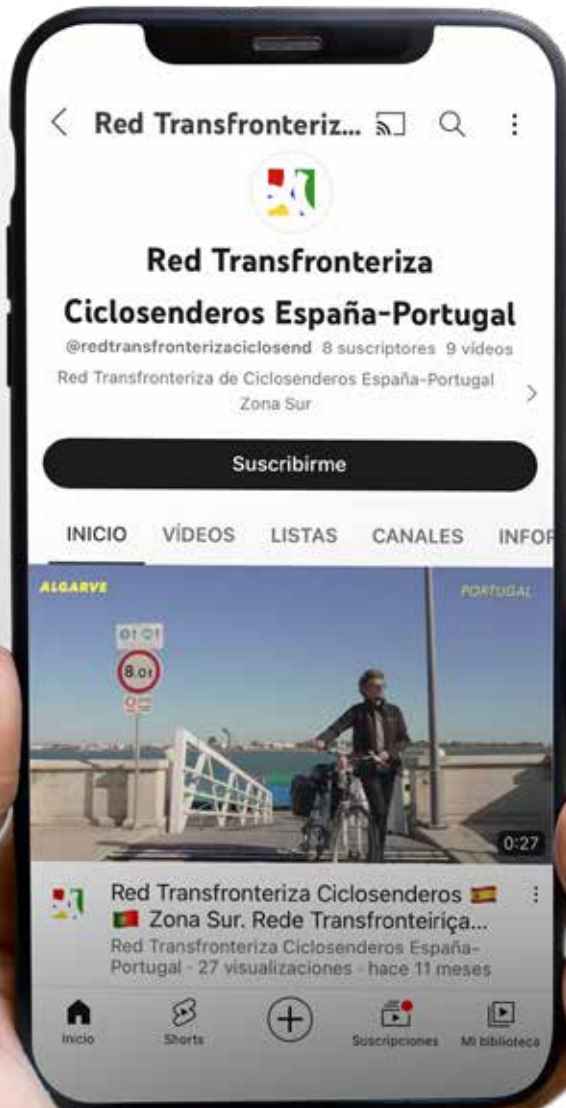 Red Transfronteriz...
Red Transfronteriza
Ciclosenderos España-Portugal
@redtransfronterizaciclosend 8 suscriptores 9 vídeos
Red Transfronteriza de Ciclosenderos España-Portugal
Zona Sur
Suscribirme
INICIO VÍDEOS LISTAS CANALES INFOR
ALGARVE PORTUGAL
8.0t
0:27
Red Transfronteriza Ciclosenderos 🇪🇸
🇵🇹 Zona Sur. Rede Transfronteiriça...
Red Transfronteriza Ciclosenderos España-
Portugal - 27 visualizaciones - hace 11 meses
Inicio Shorts Suscripciones Mi biblioteca